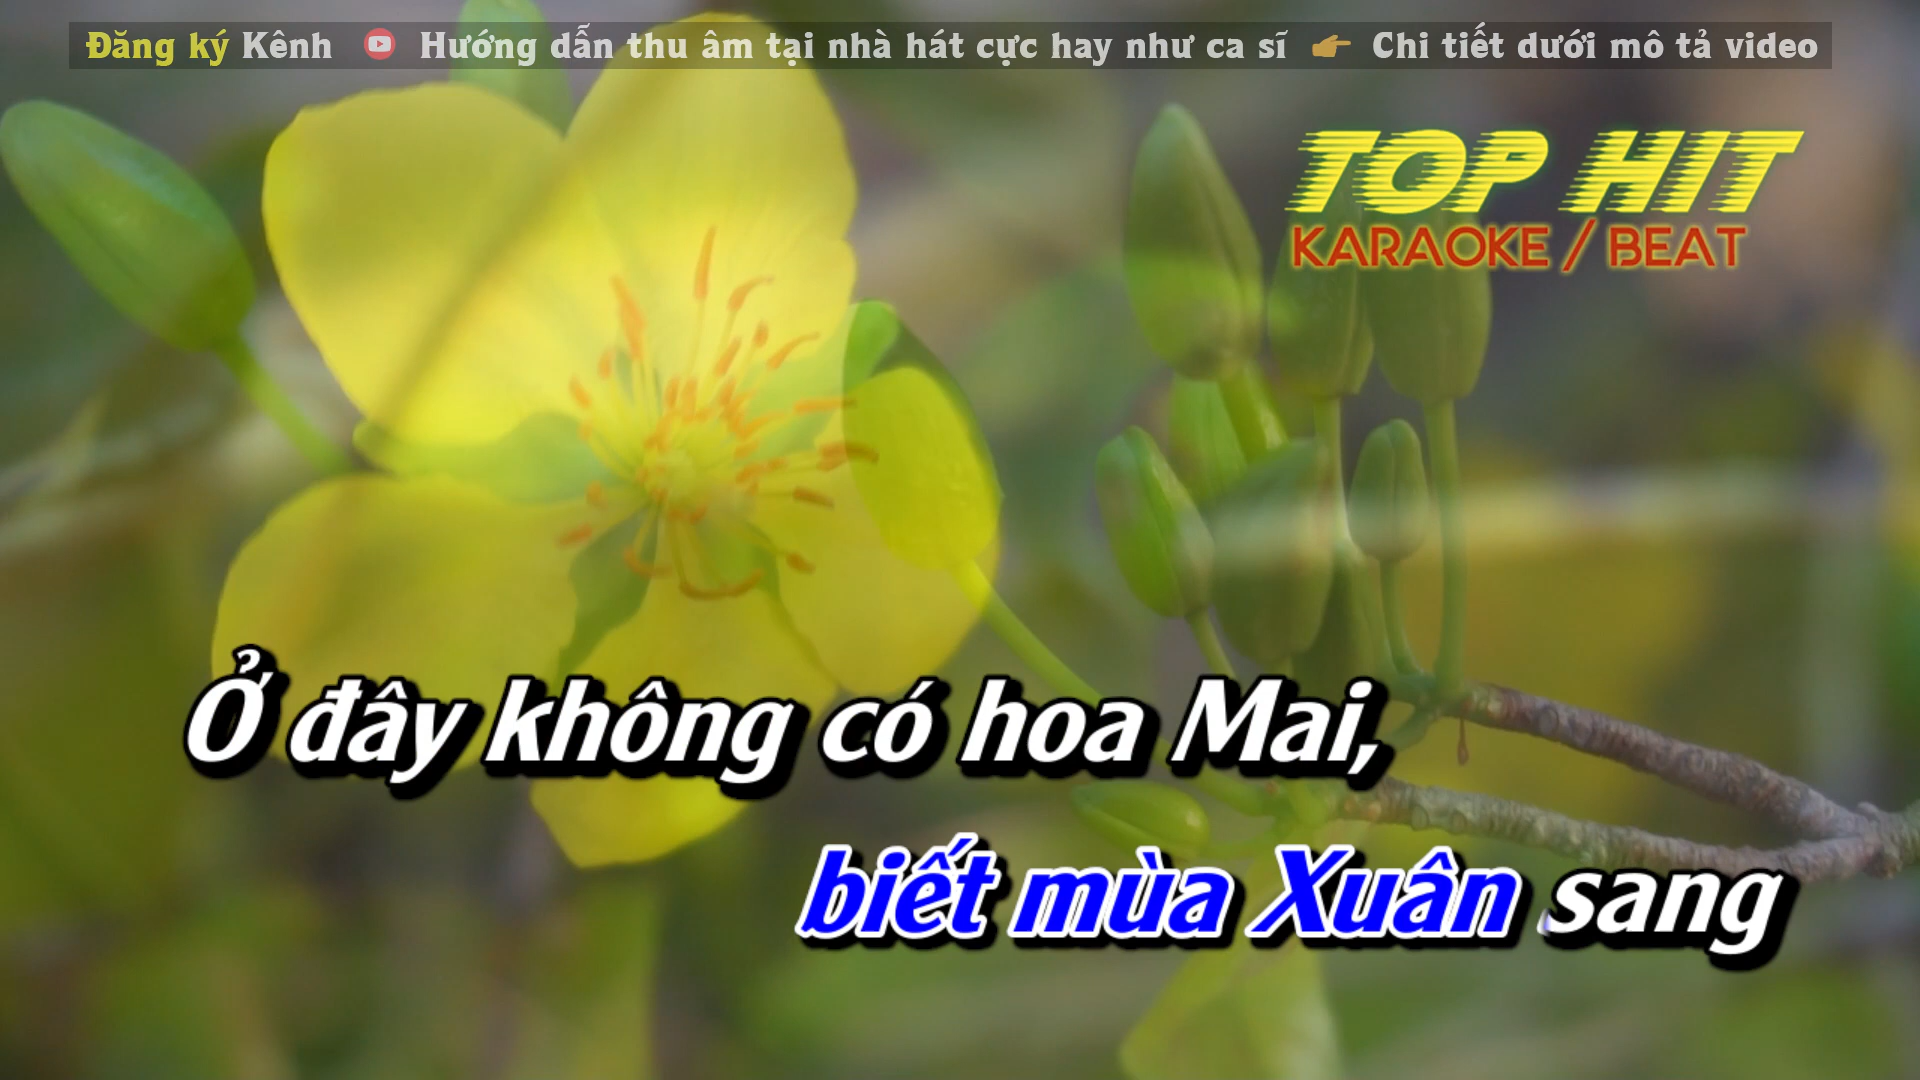 Đăng ký Kênh Hướng dẫn thu âm tại nhà hát cực hay như ca sĩ 👉 Chi tiết dưới mô tả video
TOP HIT
KARAOKE / BEAT
Ở đây không có hoa Mai,
biết mùa Xuân sang